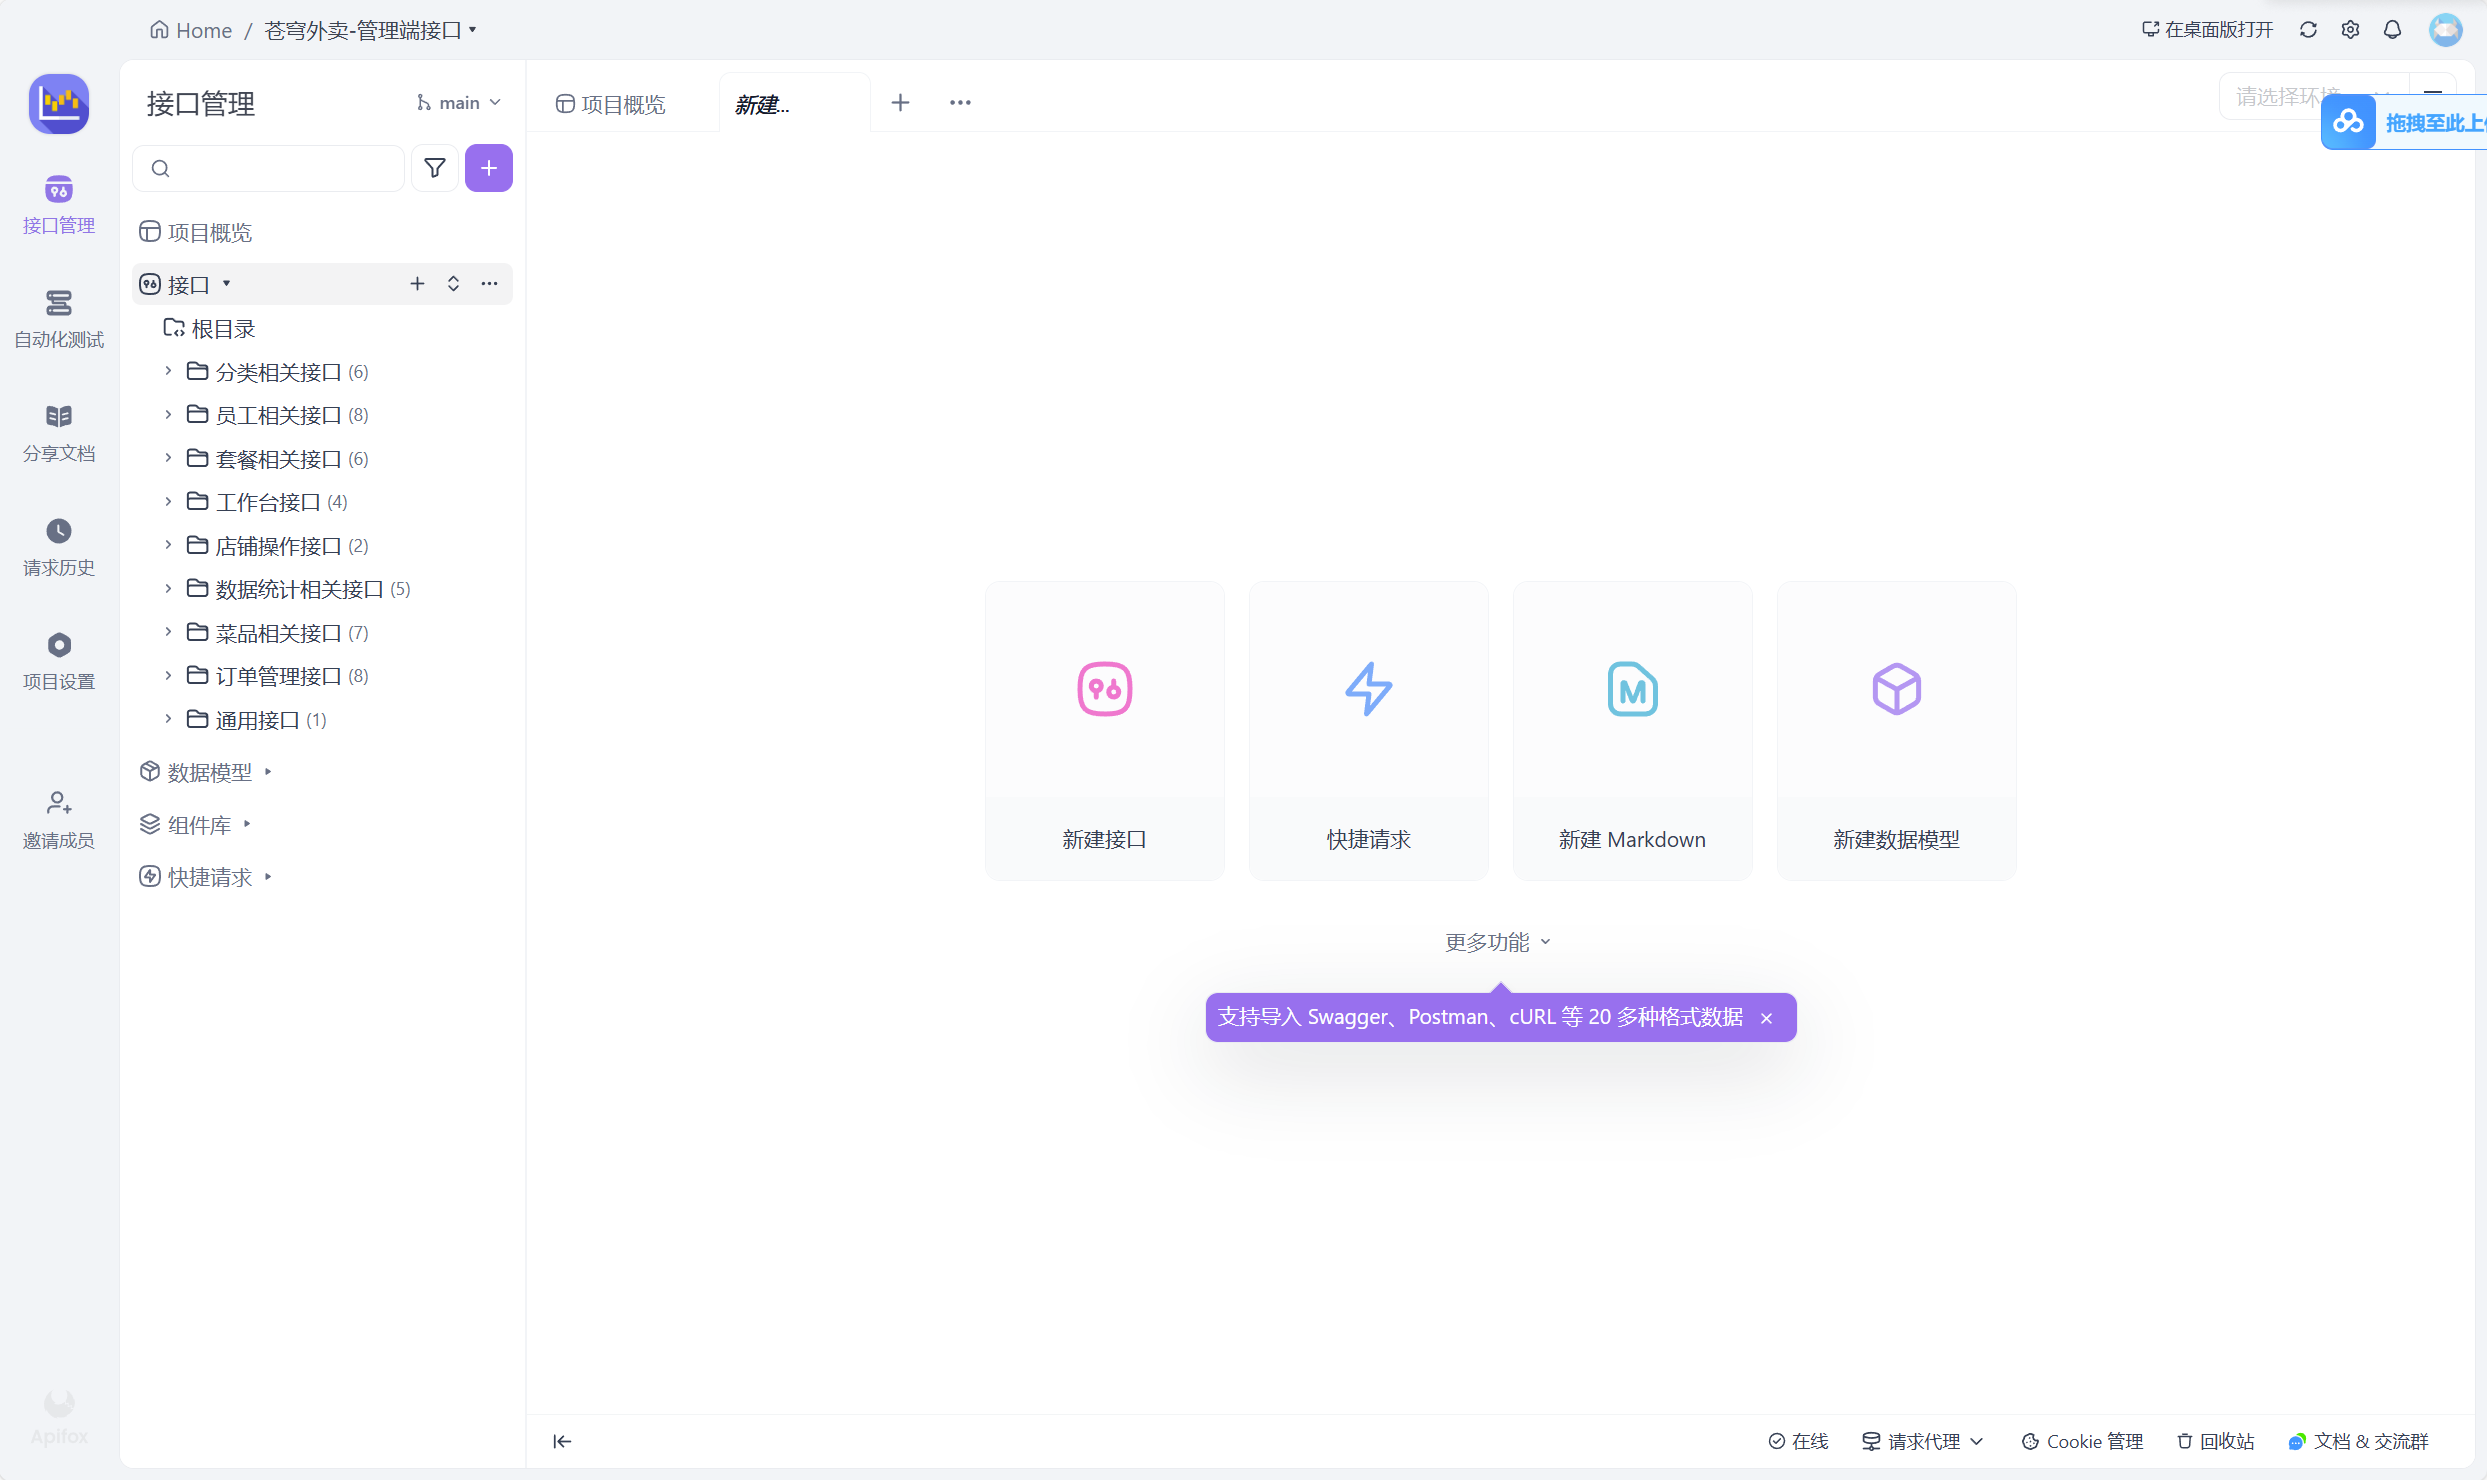 Home / 苍穹外卖-管理端接口
在桌面版打开
接口管理
自动化测试
分享文档
请求历史
项目设置
邀请成员
Apifox
接口管理
main
项目概览
接口
根目录
分类相关接口 (6)
员工相关接口 (8)
套餐相关接口 (6)
工作台接口 (4)
店铺操作接口 (2)
数据统计相关接口 (5)
菜品相关接口 (7)
订单管理接口 (8)
通用接口 (1)
数据模型
组件库
快捷请求
项目概览
新建...
请选择环境
拖拽至此上传
新建接口
快捷请求
新建 Markdown
新建数据模型
更多功能
支持导入 Swagger、Postman、cURL 等 20 多种格式数据
在线
请求代理
Cookie 管理
回收站
文档 & 交流群